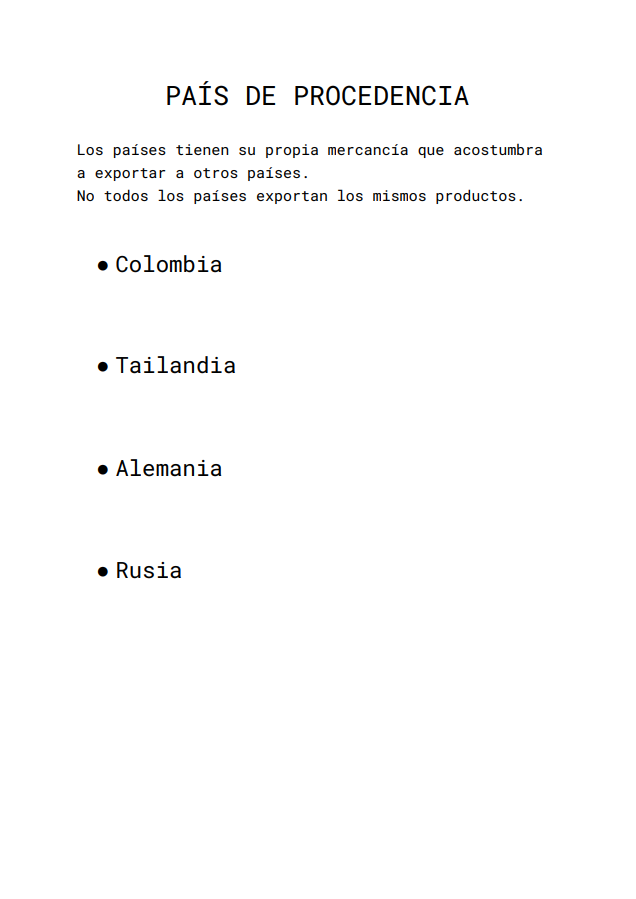 PAÍS DE PROCEDENCIA
Los países tienen su propia mercancía que acostumbra
a exportar a otros países.
No todos los países exportan los mismos productos.
● Colombia
● Tailandia
● Alemania
● Rusia